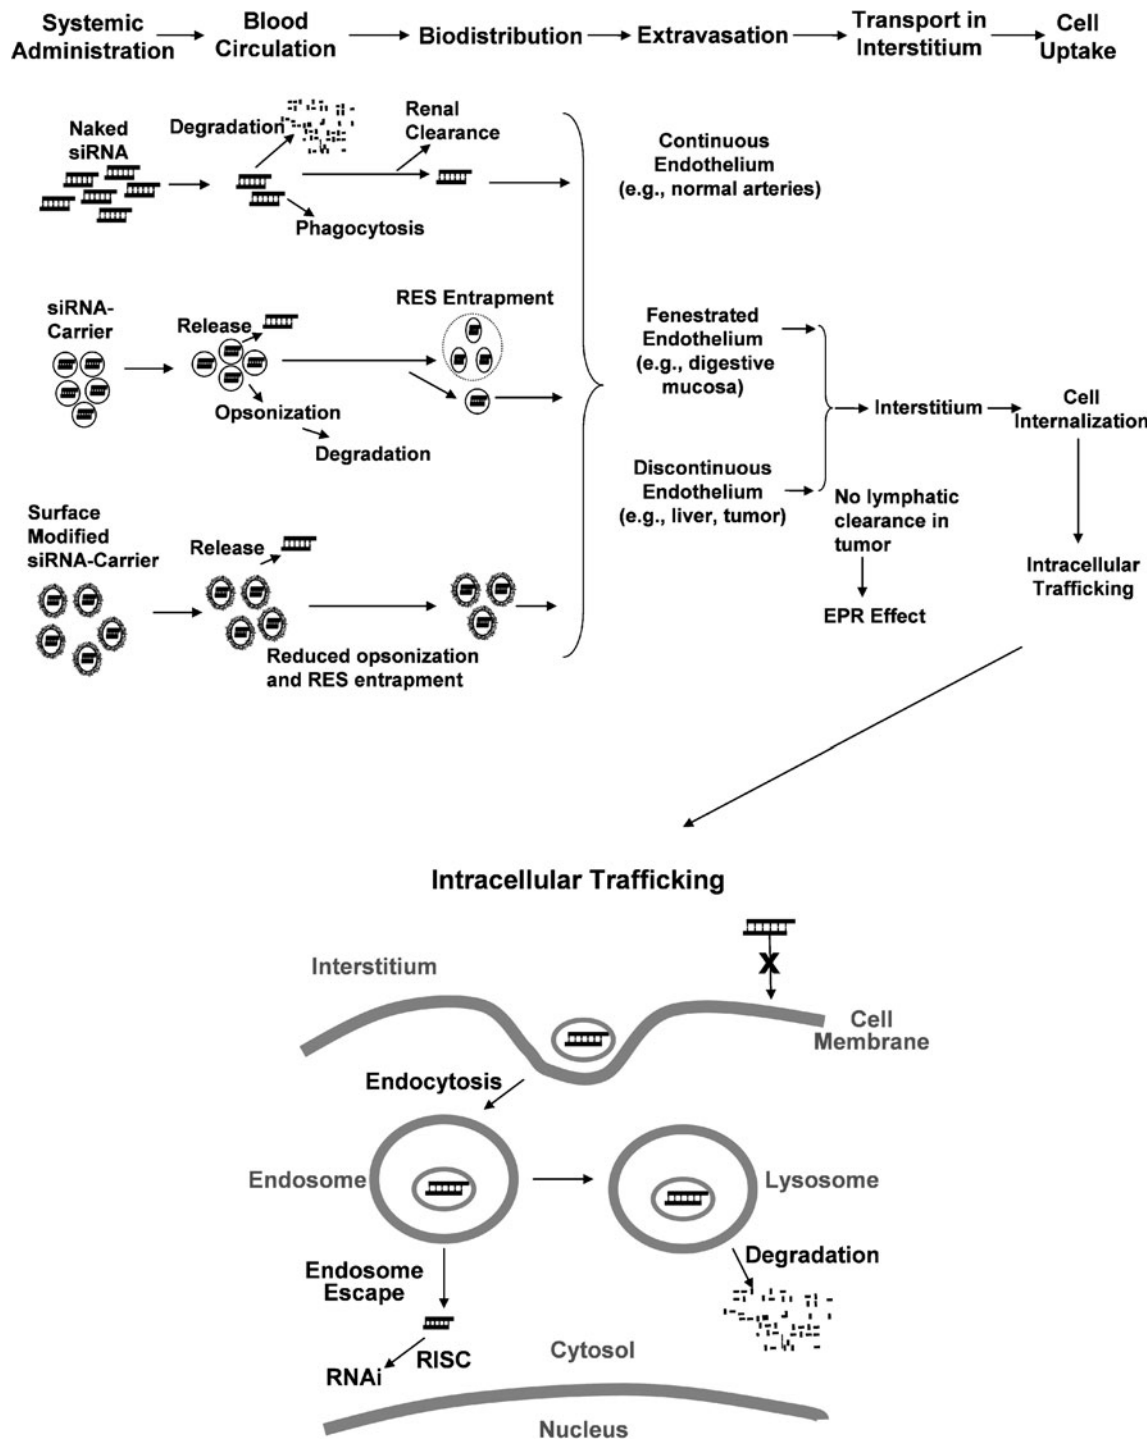 Systemic
Administration
Blood
Circulation
Biodistribution
Extravasation
Transport in
Interstitium
Cell
Uptake
Naked
siRNA
Degradation
Renal
Clearance
Phagocytosis
Continuous
Endothelium
(e.g., normal arteries)
siRNA-
Carrier
Release
RES Entrapment
Opsonization
Degradation
Fenestrated
Endothelium
(e.g., digestive
mucosa)
Interstitium
Cell
Internalization
Discontinuous
Endothelium
(e.g., liver, tumor)
No lymphatic
clearance in
tumor
EPR Effect
Intracellular
Trafficking
Surface
Modified
siRNA-Carrier
Release
Reduced opsonization
and RES entrapment
Intracellular Trafficking
Interstitium
X
Cell
Membrane
Endocytosis
Endosome
Lysosome
Endosome
Escape
Degradation
RISC
RNAi
Cytosol
Nucleus